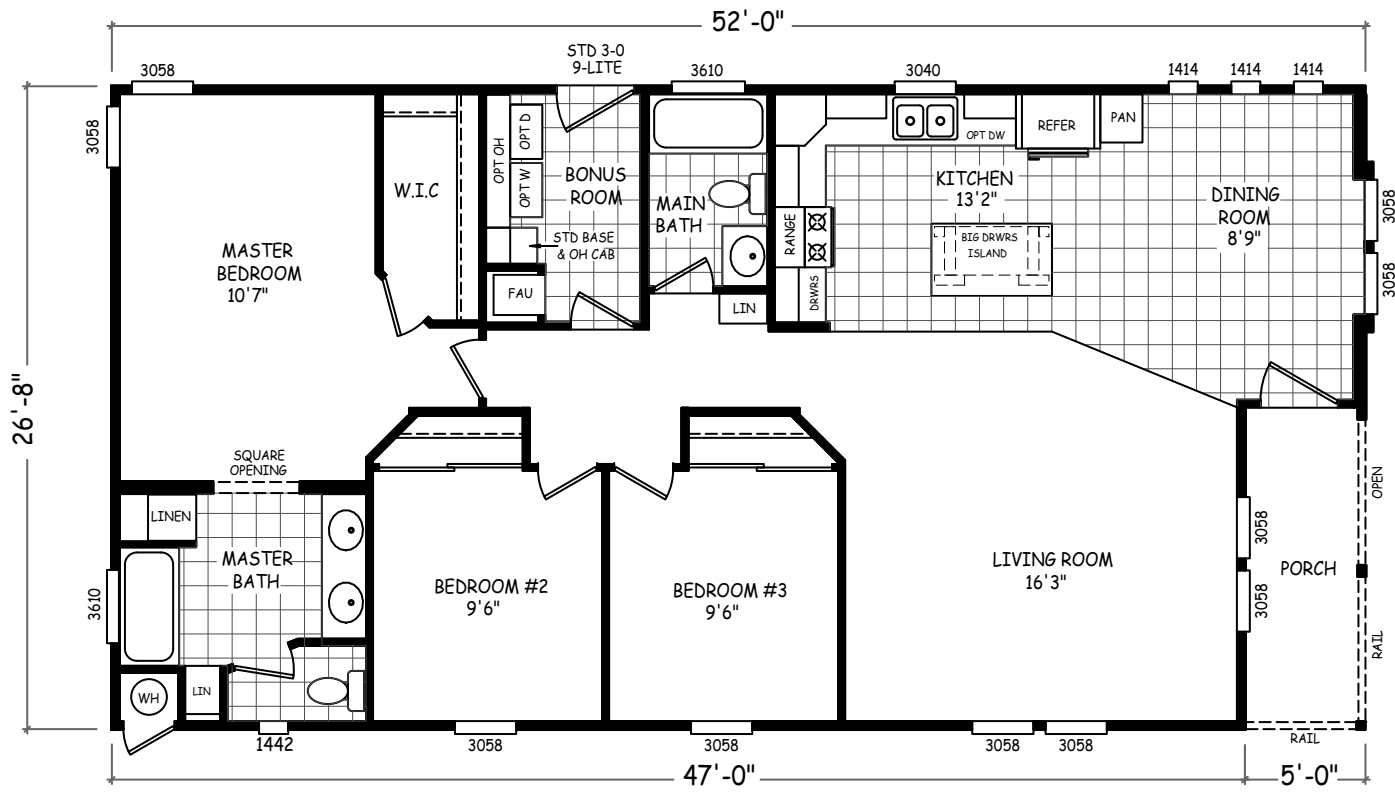 52'-0"
STD 3-0
9-LITE
3058
3610
3040
1414
1414
1414
3058
OPT OH
OPT D
OPT W
BONUS
ROOM
W.I.C
MAIN
BATH
OPT DW
REFER
PAN
KITCHEN
13'2"
DINING
ROOM
8'9"
3058
3058
RANGE
DRWRS
BIG DRWRS
ISLAND
MASTER
BEDROOM
10'7"
STD BASE
& OH CAB
FAU
LIN
26'-8"
SQUARE
OPENING
LINEN
MASTER
BATH
3610
BEDROOM #2
9'6"
BEDROOM #3
9'6"
LIVING ROOM
16'3"
3058
3058
PORCH
OPEN
RAIL
WH
LIN
1442
3058
3058
3058
3058
RAIL
47'-0"
5'-0"